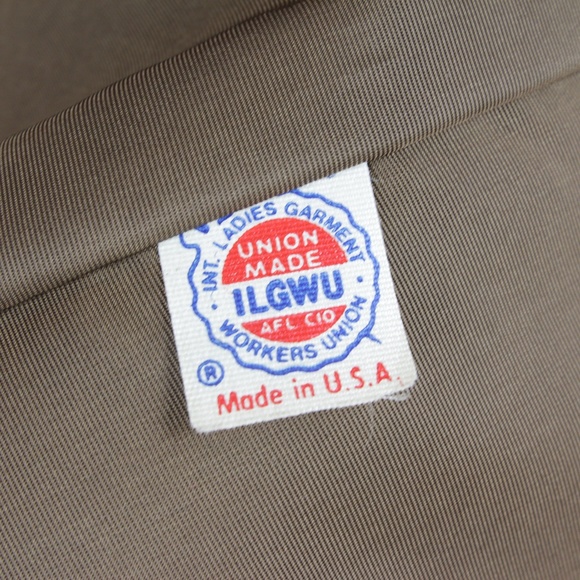 INT. LADIES GARMENT
UNION
MADE
ILGWU
AFL CIO
WORKERS UNION
®
Made in U.S.A.